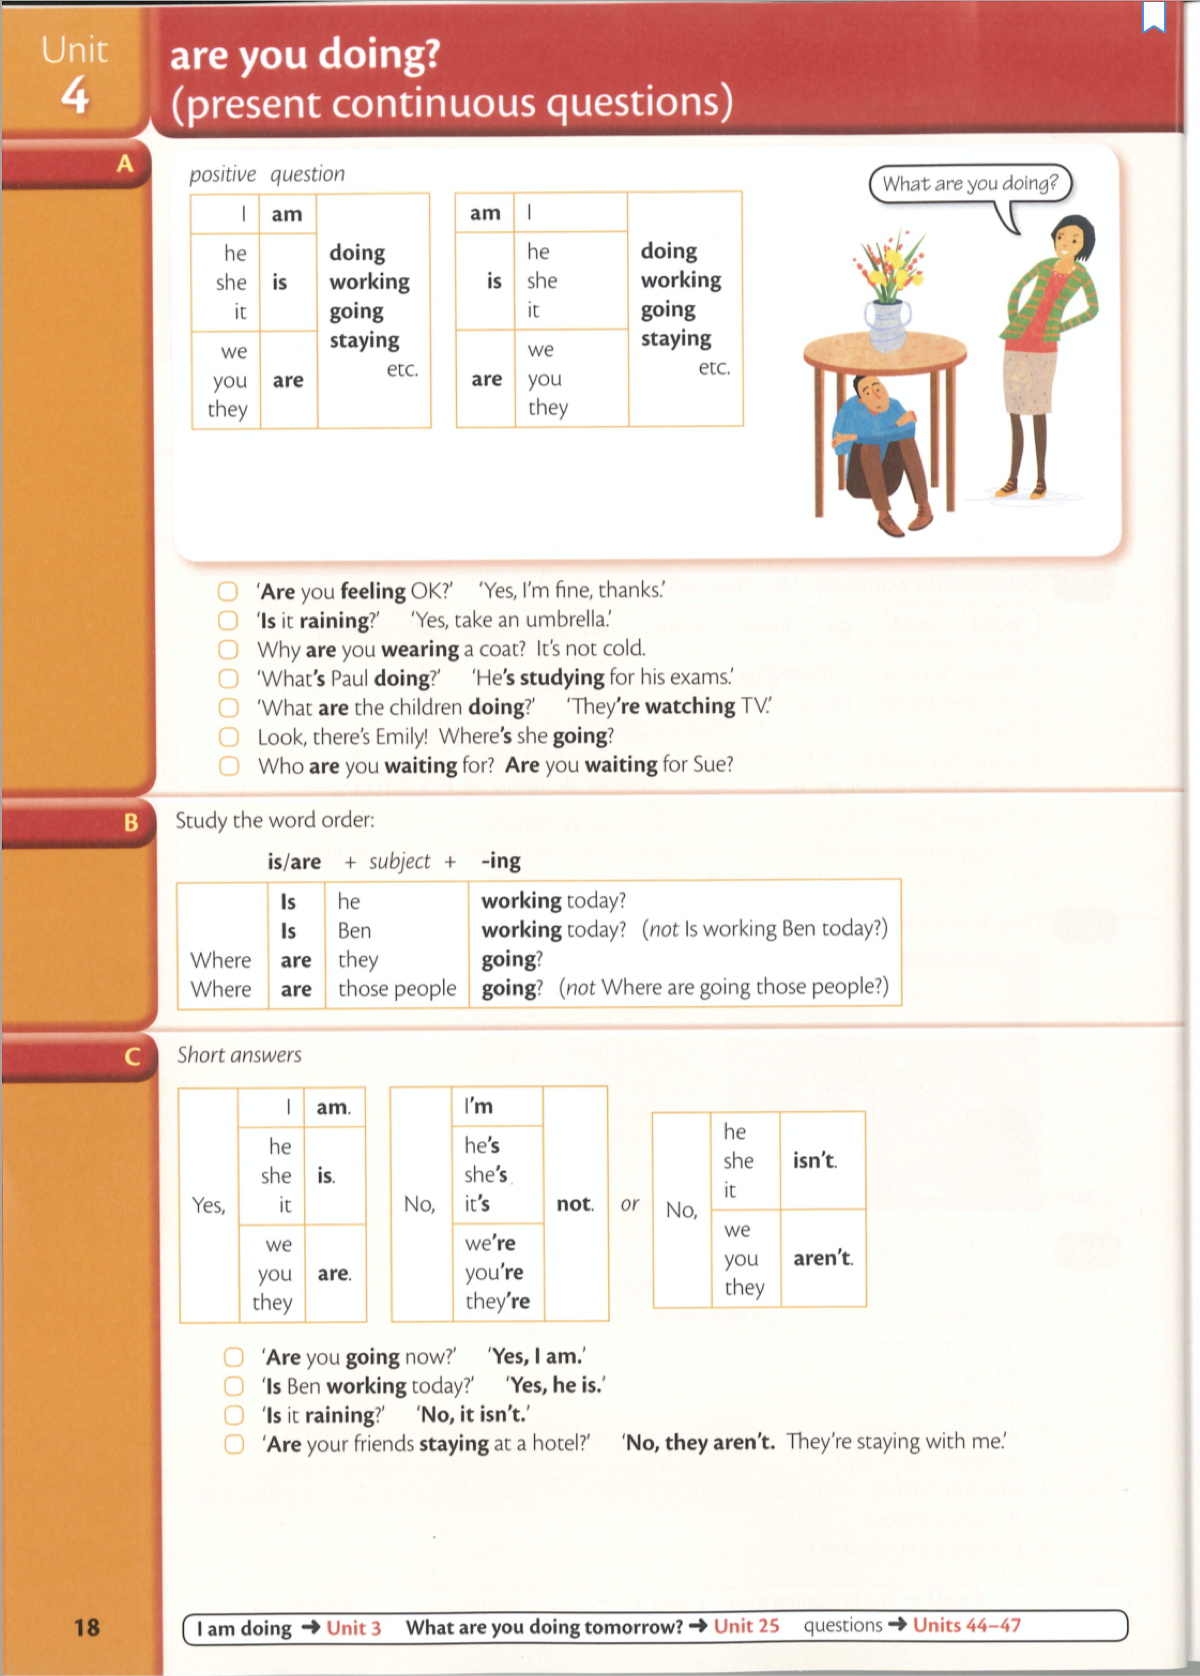 Unit
4
are you doing?
(present continuous questions)
A
positive question
I am
he
she is
it
we
you are
they
doing
working
going
staying
etc.
am I
he
is she
it
we
are you
they
doing
working
going
staying
etc.
What are you doing?
‘Are you feeling OK?’ ‘Yes, I’m fine, thanks.’
‘Is it raining?’ ‘Yes, take an umbrella.’
Why are you wearing a coat? It’s not cold.
‘What’s Paul doing?’ ‘He’s studying for his exams.’
‘What are the children doing?’ ‘They’re watching TV.’
Look, there’s Emily! Where’s she going?
Who are you waiting for? Are you waiting for Sue?
B
Study the word order:
is/are + subject + -ing
Is he working today?
Is Ben working today? (not Is working Ben today?)
Where are they going?
Where are those people going? (not Where are going those people?)
C
Short answers
Yes,
I am.
he
she is.
it
we
you are.
they
No,
I’m
he’s
she’s
it’s
we’re
you’re
they’re
not.
or
No,
he
she isn’t.
it
we
you aren’t.
they
‘Are you going now?’ ‘Yes, I am.’
‘Is Ben working today?’ ‘Yes, he is.’
‘Is it raining?’ ‘No, it isn’t.’
‘Are your friends staying at a hotel?’ ‘No, they aren’t. They’re staying with me.’
18
I am doing → Unit 3 What are you doing tomorrow? → Unit 25 questions → Units 44–47